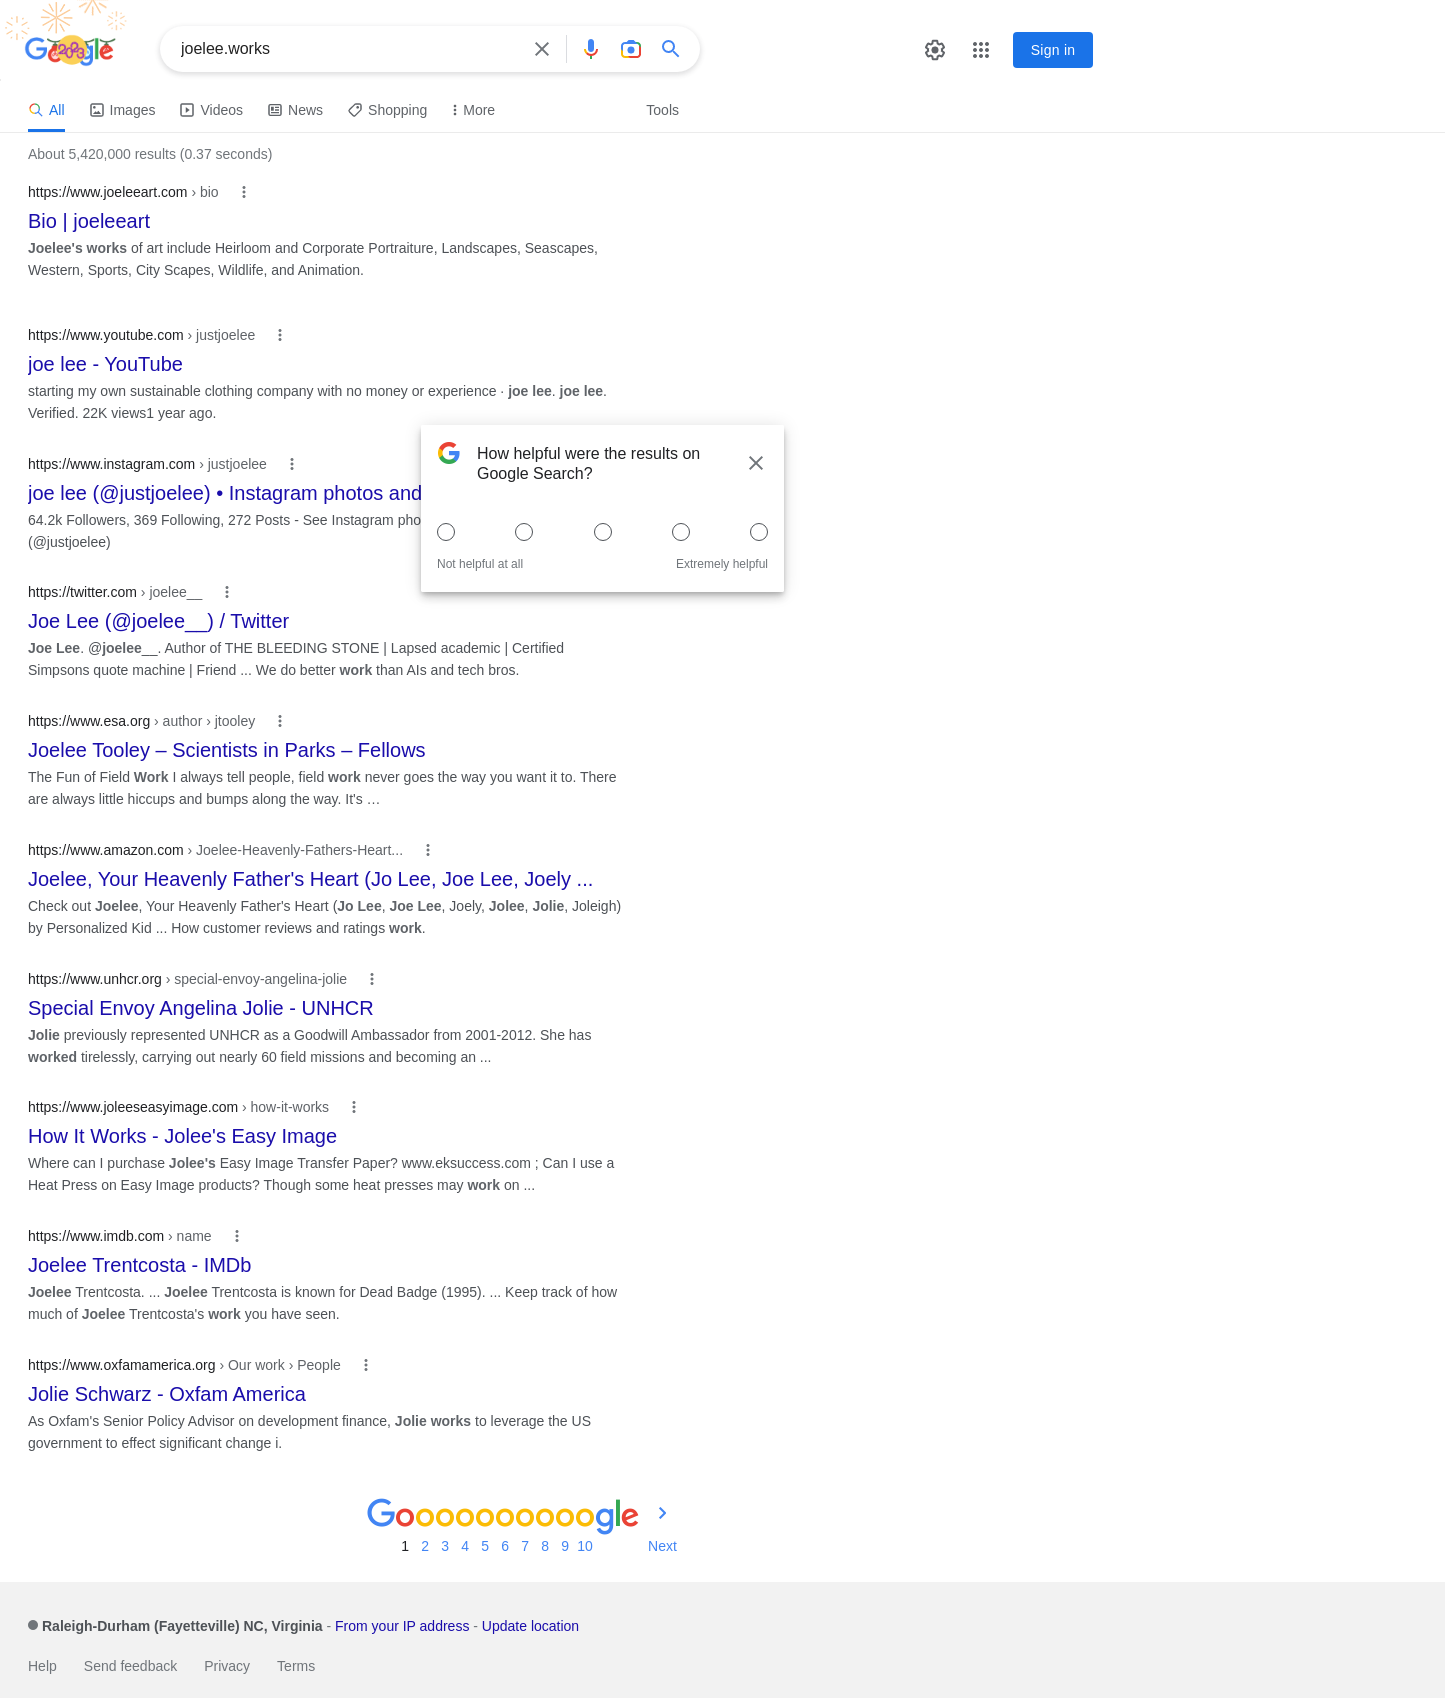 Google
joelee.works
Sign in
All
Images
Videos
News
Shopping
More
Tools
About 5,420,000 results (0.37 seconds)
https://www.joeleeart.com › bio
Bio | joeleeart
Joelee's works of art include Heirloom and Corporate Portraiture, Landscapes, Seascapes,
Western, Sports, City Scapes, Wildlife, and Animation.
https://www.youtube.com › justjoelee
joe lee - YouTube
starting my own sustainable clothing company with no money or experience · joe lee. joe lee.
Verified. 22K views1 year ago.
https://www.instagram.com › justjoelee
joe lee (@justjoelee) • Instagram photos and
64.2k Followers, 369 Following, 272 Posts - See Instagram pho
(@justjoelee)
How helpful were the results on
Google Search?
Not helpful at all
Extremely helpful
https://twitter.com › joelee__
Joe Lee (@joelee__) / Twitter
Joe Lee. @joelee__. Author of THE BLEEDING STONE | Lapsed academic | Certified
Simpsons quote machine | Friend ... We do better work than AIs and tech bros.
https://www.esa.org › author › jtooley
Joelee Tooley – Scientists in Parks – Fellows
The Fun of Field Work I always tell people, field work never goes the way you want it to. There
are always little hiccups and bumps along the way. It's …
https://www.amazon.com › Joelee-Heavenly-Fathers-Heart...
Joelee, Your Heavenly Father's Heart (Jo Lee, Joe Lee, Joely ...
Check out Joelee, Your Heavenly Father's Heart (Jo Lee, Joe Lee, Joely, Jolee, Jolie, Joleigh)
by Personalized Kid ... How customer reviews and ratings work.
https://www.unhcr.org › special-envoy-angelina-jolie
Special Envoy Angelina Jolie - UNHCR
Jolie previously represented UNHCR as a Goodwill Ambassador from 2001-2012. She has
worked tirelessly, carrying out nearly 60 field missions and becoming an ...
https://www.joleeseasyimage.com › how-it-works
How It Works - Jolee's Easy Image
Where can I purchase Jolee's Easy Image Transfer Paper? www.eksuccess.com ; Can I use a
Heat Press on Easy Image products? Though some heat presses may work on ...
https://www.imdb.com › name
Joelee Trentcosta - IMDb
Joelee Trentcosta. ... Joelee Trentcosta is known for Dead Badge (1995). ... Keep track of how
much of Joelee Trentcosta's work you have seen.
https://www.oxfamamerica.org › Our work › People
Jolie Schwarz - Oxfam America
As Oxfam's Senior Policy Advisor on development finance, Jolie works to leverage the US
government to effect significant change i.
Goooooooooogle
1 2 3 4 5 6 7 8 9 10 Next
Raleigh-Durham (Fayetteville) NC, Virginia - From your IP address - Update location
Help Send feedback Privacy Terms